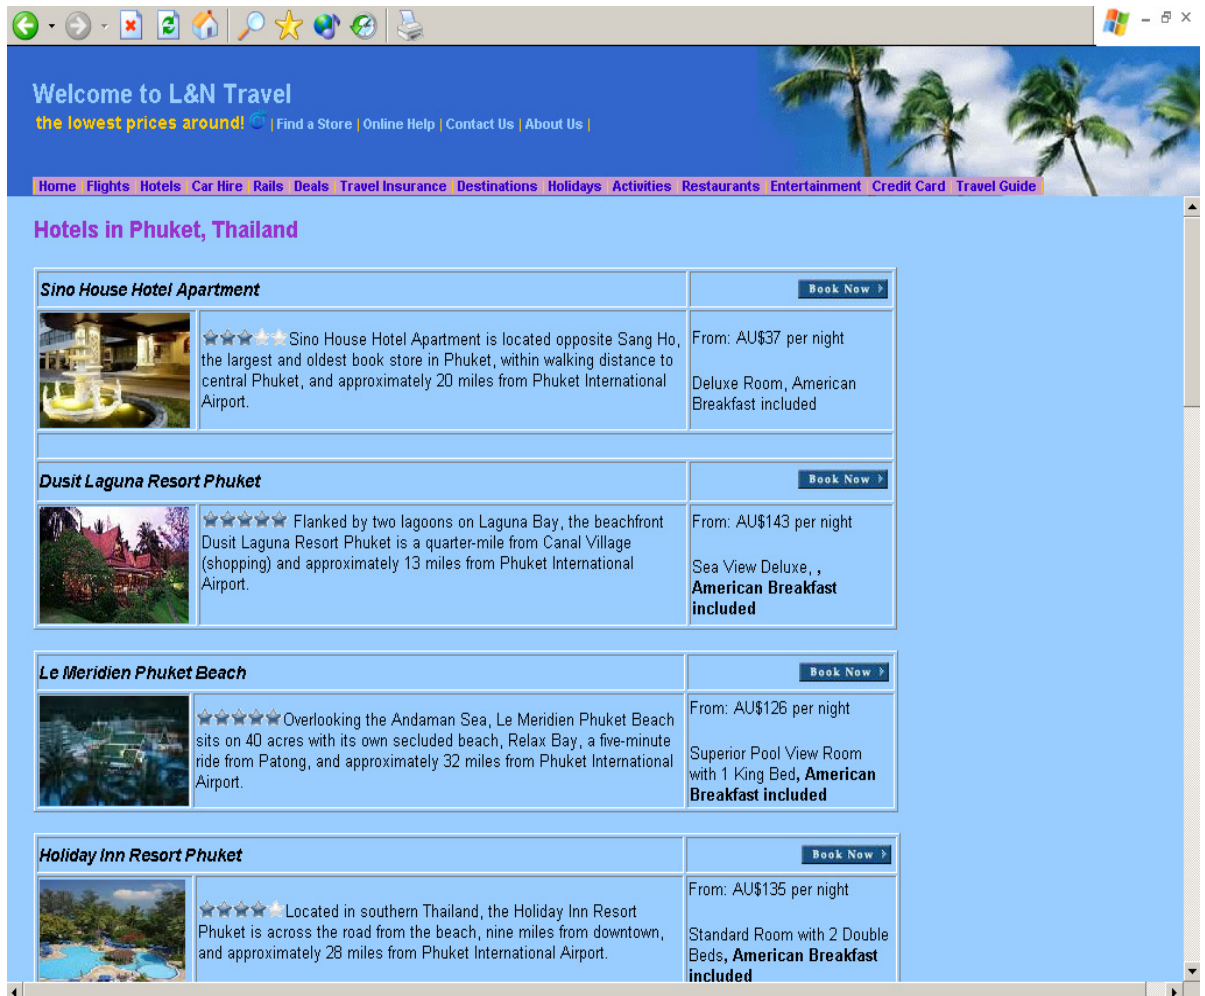 Welcome to L&N Travel
the lowest prices around! | Find a Store | Online Help | Contact Us | About Us |
| Home | Flights | Hotels | Car Hire | Rails | Deals | Travel Insurance | Destinations | Holidays | Activities | Restaurants | Entertainment | Credit Card | Travel Guide |
Hotels in Phuket, Thailand
Sino House Hotel Apartment
Book Now
Sino House Hotel Apartment is located opposite Sang Ho,
the largest and oldest book store in Phuket, within walking distance to
central Phuket, and approximately 20 miles from Phuket International
Airport.
From: AU$37 per night
Deluxe Room, American
Breakfast included
Dusit Laguna Resort Phuket
Book Now
Flanked by two lagoons on Laguna Bay, the beachfront
Dusit Laguna Resort Phuket is a quarter-mile from Canal Village
(shopping) and approximately 13 miles from Phuket International
Airport.
From: AU$143 per night
Sea View Deluxe, ,
American Breakfast
included
Le Meridien Phuket Beach
Book Now
Overlooking the Andaman Sea, Le Meridien Phuket Beach
sits on 40 acres with its own secluded beach, Relax Bay, a five-minute
ride from Patong, and approximately 32 miles from Phuket International
Airport.
From: AU$126 per night
Superior Pool View Room
with 1 King Bed, American
Breakfast included
Holiday Inn Resort Phuket
Book Now
Located in southern Thailand, the Holiday Inn Resort
Phuket is across the road from the beach, nine miles from downtown,
and approximately 28 miles from Phuket International Airport.
From: AU$135 per night
Standard Room with 2 Double
Beds, American Breakfast
included